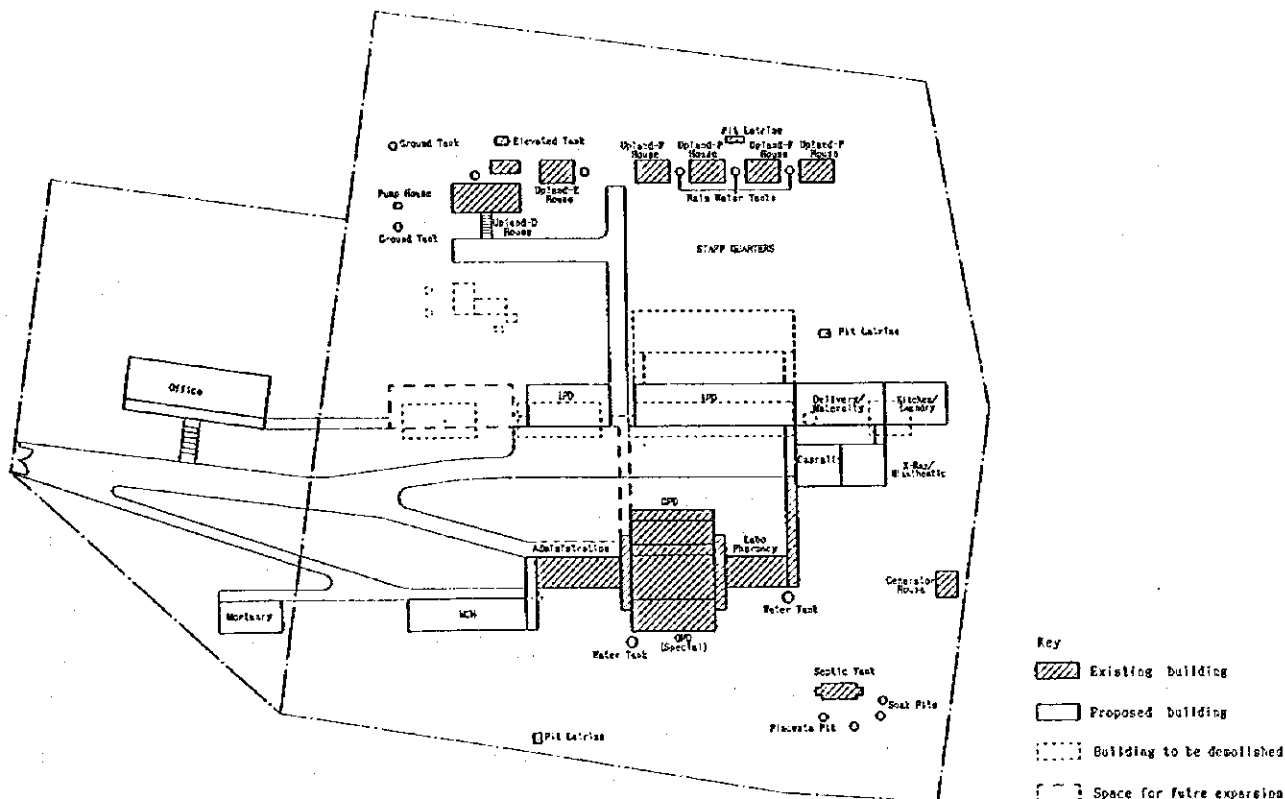 Pit Latrine
Ground Tank
Elevated Tank
Upland-F
House
Upland-F
House
Upland-F
House
Upland-F
House
Pump House
Upland-E
House
Rain Water Tanks
Upland-D
House
Ground Tank
STAFF QUARTERS
Pit Latrine
Office
IPD
IPD
Delivery/
Maternity
Kitchen/
Laundry
X-Ray/
OPD
Administration
Labo
Pharmacy
Generator
House
Mortuary
MCH
Water Tank
Water Tank
OPD
(Special)
Septic Tank
Soak Pits
Placenta Pit
Pit Latrine
Key
Existing building
Proposed building
Building to be demolished
Space for futre expansion